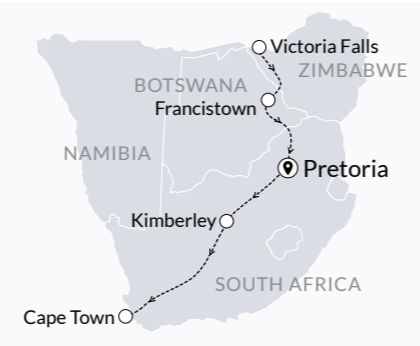 Victoria Falls
ZIMBABWE
BOTSWANA
Francistown
NAMIBIA
Pretoria
Kimberley
SOUTH AFRICA
Cape Town